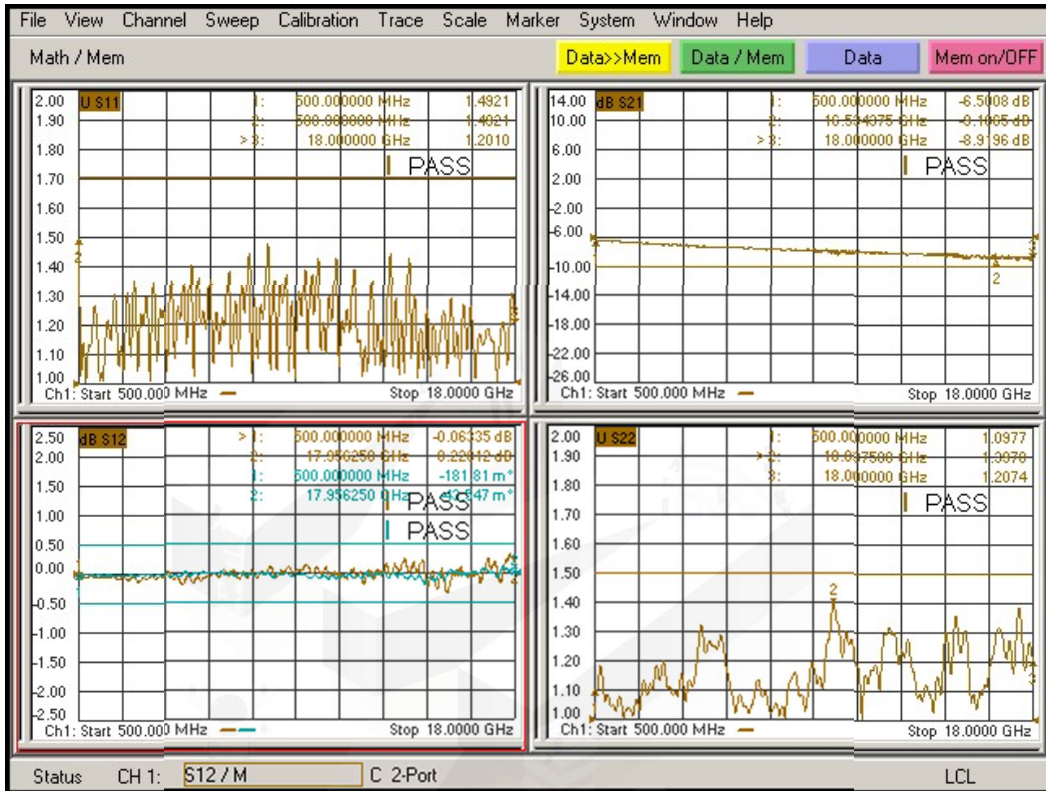 File View Channel Sweep Calibration Trace Scale Marker System Window Help
Math / Mem Data>>Mem Data / Mem Data Mem on/OFF
U S11
1: 500.000000 MHz 1.4921
2: 500.000000 MHz 1.4921
> 3: 18.000000 GHz 1.2010
PASS
2.00
1.90
1.80
1.70
1.60
1.50
1.40
1.30
1.20
1.10
1.00
Ch1: Start 500.000 MHz Stop 18.0000 GHz
dB S21
1: 500.000000 MHz -6.5008 dB
2: GHz dB
> 3: 18.000000 GHz -8.9196 dB
PASS
14.00
10.00
6.00
2.00
-2.00
-6.00
-10.00
-14.00
-18.00
-22.00
-26.00
2
Ch1: Start 500.000 MHz Stop 18.0000 GHz
dB S12
> 1: 500.000000 MHz -0.06335 dB
2: 17.956250 GHz 0.22012 dB
1: 500.000000 MHz -181.81 m°
2: 17.956250 GHz m°
PASS
PASS
2.50
2.00
1.50
1.00
0.50
0.00
-0.50
-1.00
-1.50
-2.00
-2.50
Ch1: Start 500.000 MHz Stop 18.0000 GHz
U S22
1: 500.000000 MHz 1.0977
> 2: GHz
3: 18.000000 GHz 1.2074
PASS
2.00
1.90
1.80
1.70
1.60
1.50
1.40
1.30
1.20
1.10
1.00
2
Ch1: Start 500.000 MHz Stop 18.0000 GHz
Status CH 1: S12 / M C 2-Port LCL